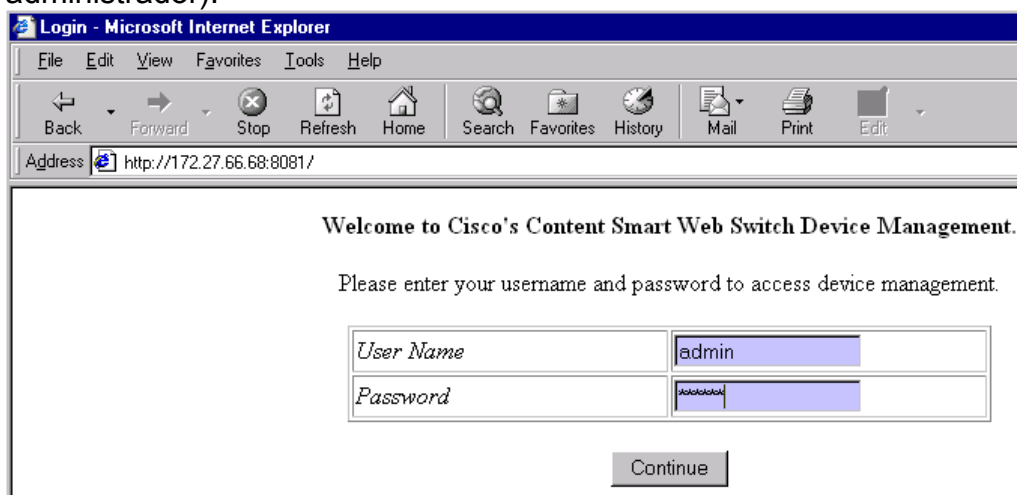 administrador).
Login - Microsoft Internet Explorer
File Edit View Favorites Tools Help
Back Forward Stop Refresh Home Search Favorites History Mail Print Edit
Address http://172.27.66.68:8081/
Welcome to Cisco's Content Smart Web Switch Device Management.
Please enter your username and password to access device management.
User Name admin
Password *******
Continue